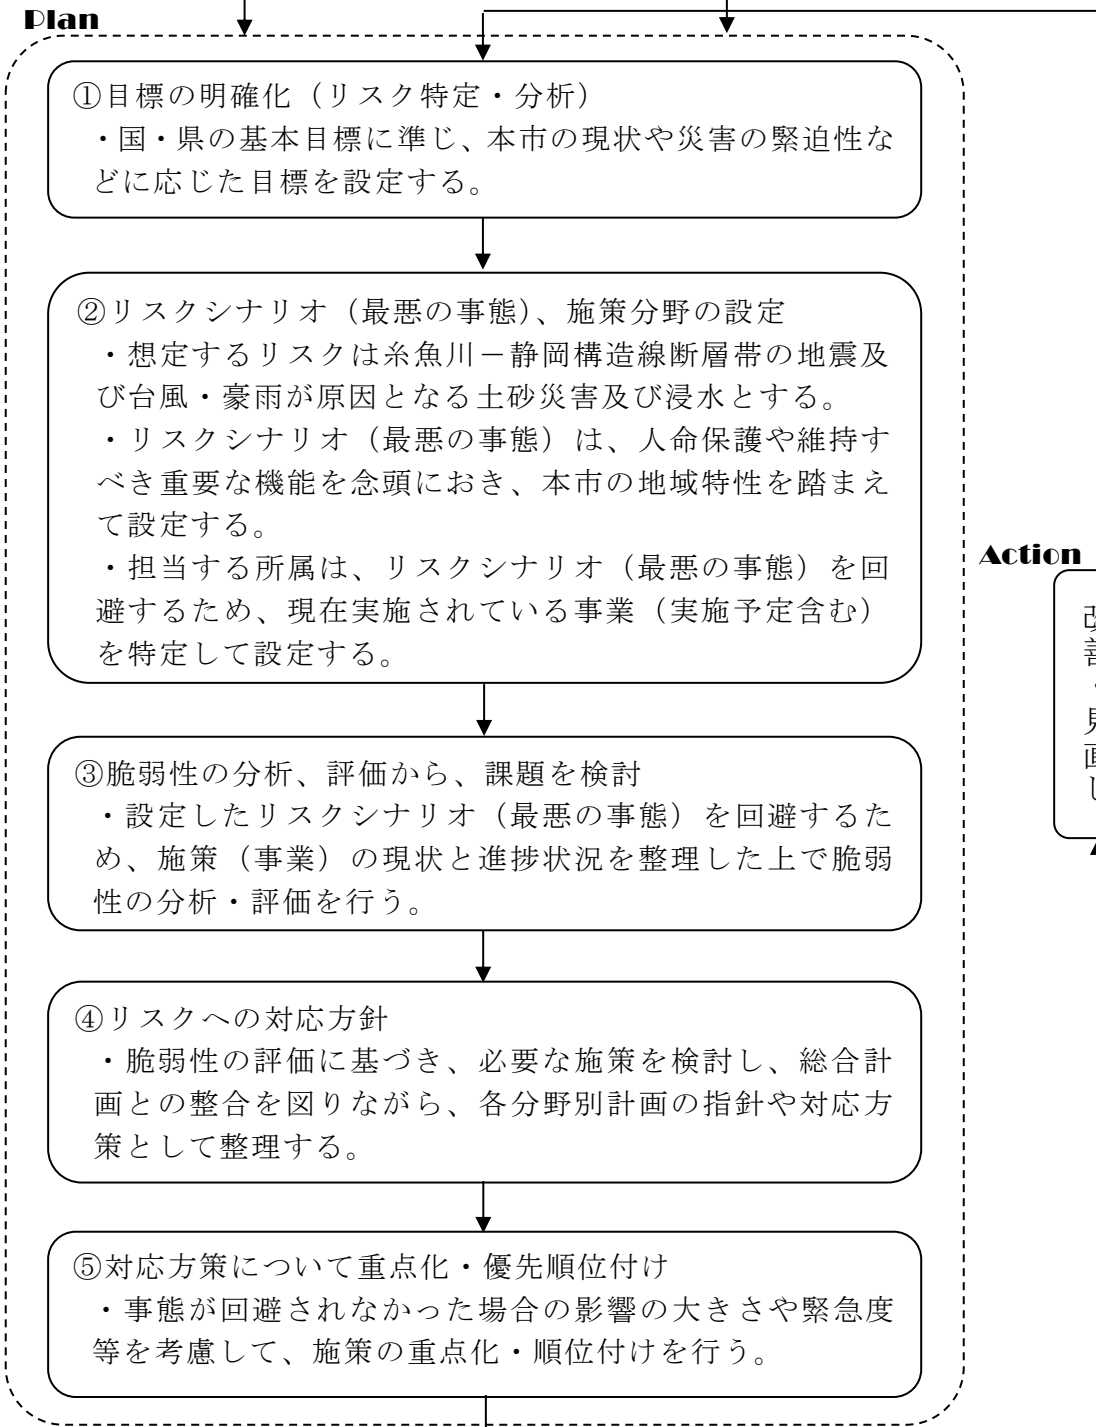 Plan
①目標の明確化（リスク特定・分析）
・国・県の基本目標に準じ、本市の現状や災害の緊迫性な
どに応じた目標を設定する。
②リスクシナリオ（最悪の事態）、施策分野の設定
・想定するリスクは糸魚川－静岡構造線断層帯の地震及
び台風・豪雨が原因となる土砂災害及び浸水とする。
・リスクシナリオ（最悪の事態）は、人命保護や維持す
べき重要な機能を念頭におき、本市の地域特性を踏まえ
て設定する。
・担当する所属は、リスクシナリオ（最悪の事態）を回
避するため、現在実施されている事業（実施予定含む）
を特定して設定する。
③脆弱性の分析、評価から、課題を検討
・設定したリスクシナリオ（最悪の事態）を回避するた
め、施策（事業）の現状と進捗状況を整理した上で脆弱
性の分析・評価を行う。
④リスクへの対応方針
・脆弱性の評価に基づき、必要な施策を検討し、総合計
画との整合を図りながら、各分野別計画の指針や対応方
策として整理する。
⑤対応方策について重点化・優先順位付け
・事態が回避されなかった場合の影響の大きさや緊急度
等を考慮して、施策の重点化・順位付けを行う。
Action